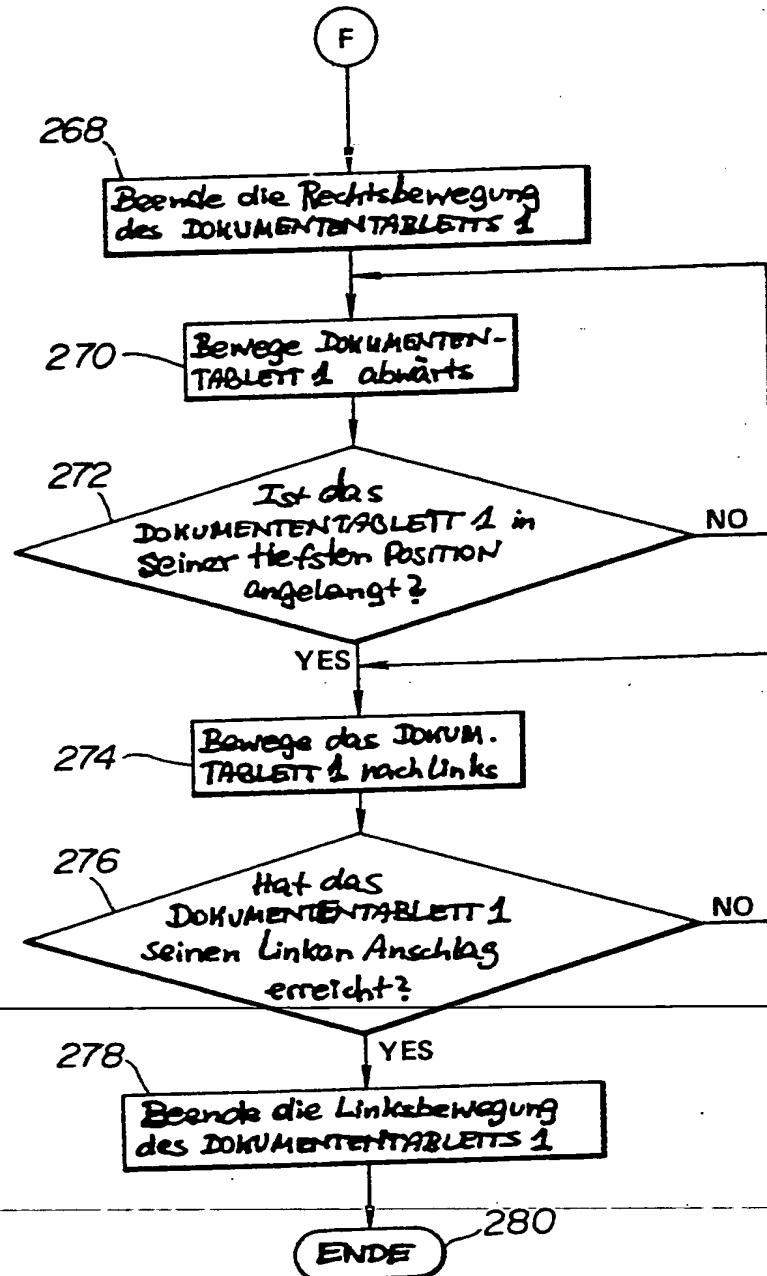 F
268
Beende die Rechtsbewegung
des DOKUMENTENTABLETTS 1
270
Bewege DOKUMENTEN-
TABLETT 1 abwärts
272
Ist das
DOKUMENTENTABLETT 1 in
seiner tiefsten POSITION
angelangt?
NO
YES
274
Bewege das DOKUM.
TABLETT 1 nach links
276
Hat das
DOKUMENTENTABLETT 1
seinen linken Anschlag
erreicht?
NO
YES
278
Beende die Linksbewegung
des DOKUMENTENTABLETTS 1
280
ENDE